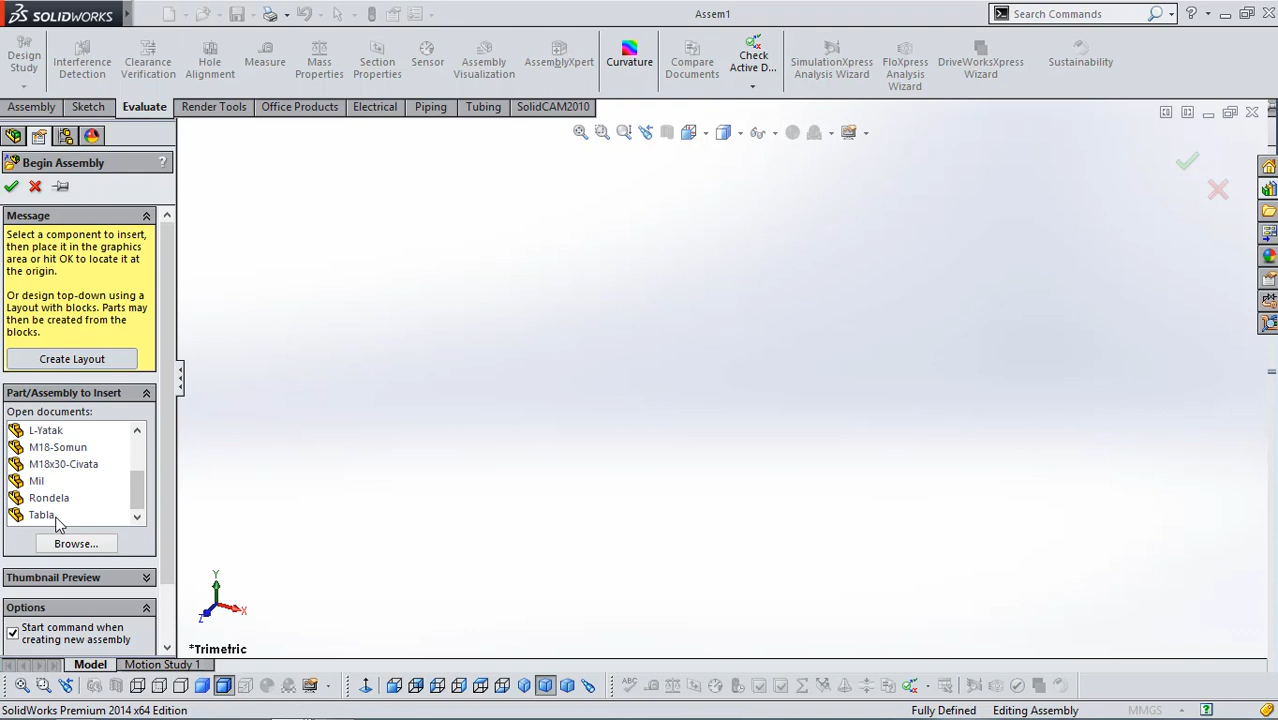 SOLIDWORKS
Assem1
Search Commands
Design Study
Interference Detection
Clearance Verification
Hole Alignment
Measure
Mass Properties
Section Properties
Sensor
Assembly Visualization
AssemblyXpert
Curvature
Compare Documents
Check Active D...
SimulationXpress Analysis Wizard
FloXpress Analysis Wizard
DriveWorksXpress Wizard
Sustainability
Assembly
Sketch
Evaluate
Render Tools
Office Products
Electrical
Piping
Tubing
SolidCAM2010
Begin Assembly
?
Message
Select a component to insert,
then place it in the graphics
area or hit OK to locate it at
the origin.
Or design top-down using a
Layout with blocks. Parts may
then be created from the
blocks.
Create Layout
Part/Assembly to Insert
Open documents:
L-Yatak
M18-Somun
M18x30-Civata
Mil
Rondela
Tabla
Browse...
Thumbnail Preview
Options
Start command when
creating new assembly
Y
X
Z
*Trimetric
Model
Motion Study 1
SolidWorks Premium 2014 x64 Edition
Fully Defined
Editing Assembly
MMGS
?